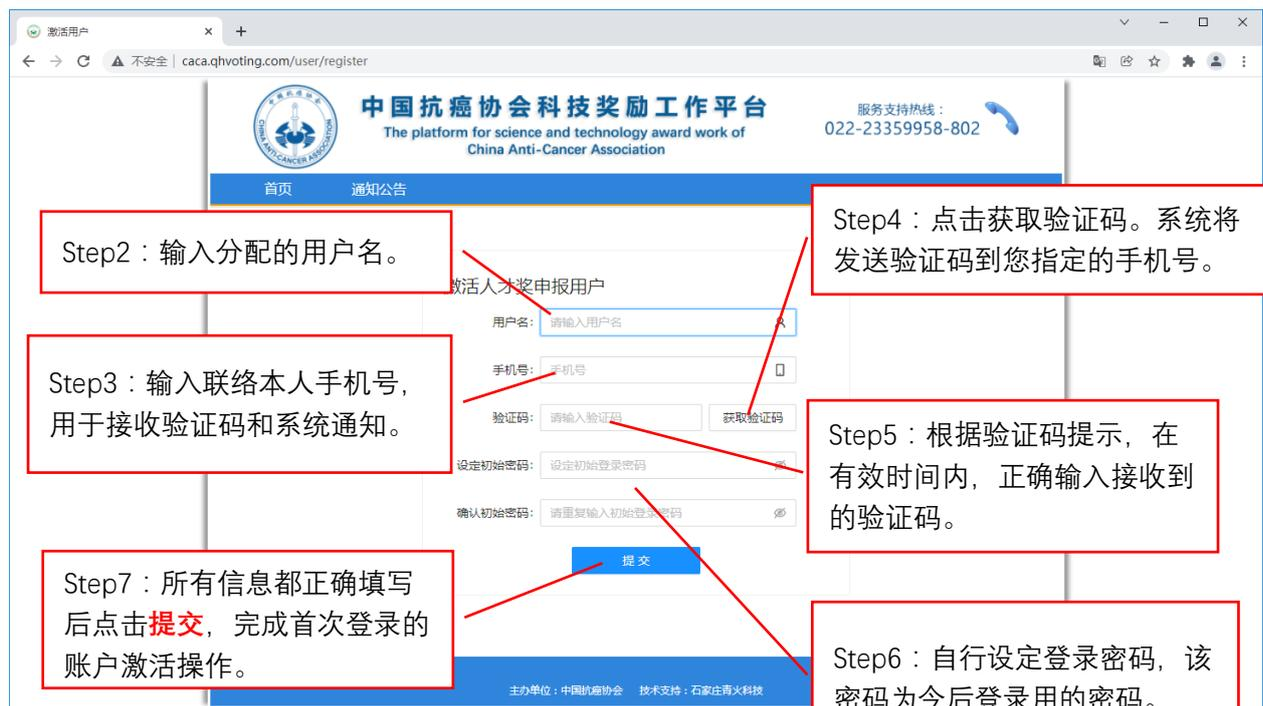 激活用户
不安全 caca.qhvoting.com/user/register
中国抗癌协会科技奖励工作平台
The platform for science and technology award work of
China Anti-Cancer Association
CHINA ANTI-CANCER ASSOCIATION
服务支持热线：
022-23359958-802
首页 通知公告
Step2：输入分配的用户名。
Step4：点击获取验证码。系统将
发送验证码到您指定的手机号。
激活人才奖申报用户
用户名： 请输入用户名
Step3：输入联络本人手机号，
用于接收验证码和系统通知。
手机号： 手机号
验证码： 请输入验证码 获取验证码
Step5：根据验证码提示，在
有效时间内，正确输入接收到
的验证码。
设定初始密码： 设定初始登录密码
确认初始密码： 请重复输入初始登录密码
提 交
Step7：所有信息都正确填写
后点击提交，完成首次登录的
账户激活操作。
Step6：自行设定登录密码，该
密码为今后登录用的密码。
主办单位：中国抗癌协会 技术支持：石家庄青火科技